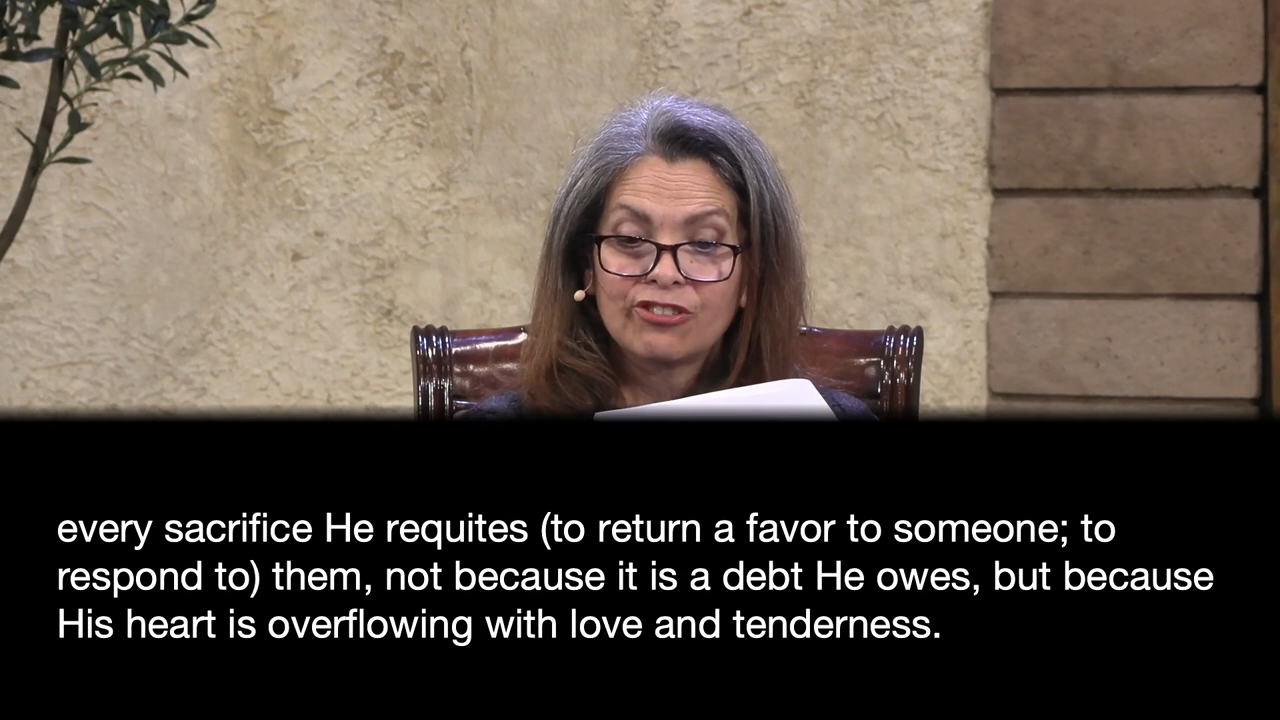 every sacrifice He requites (to return a favor to someone; to
respond to) them, not because it is a debt He owes, but because
His heart is overflowing with love and tenderness.